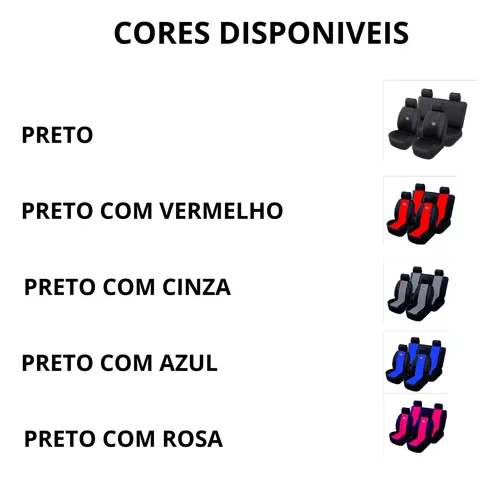 CORES DISPONIVEIS
PRETO
PRETO COM VERMELHO
PRETO COM CINZA
PRETO COM AZUL
PRETO COM ROSA